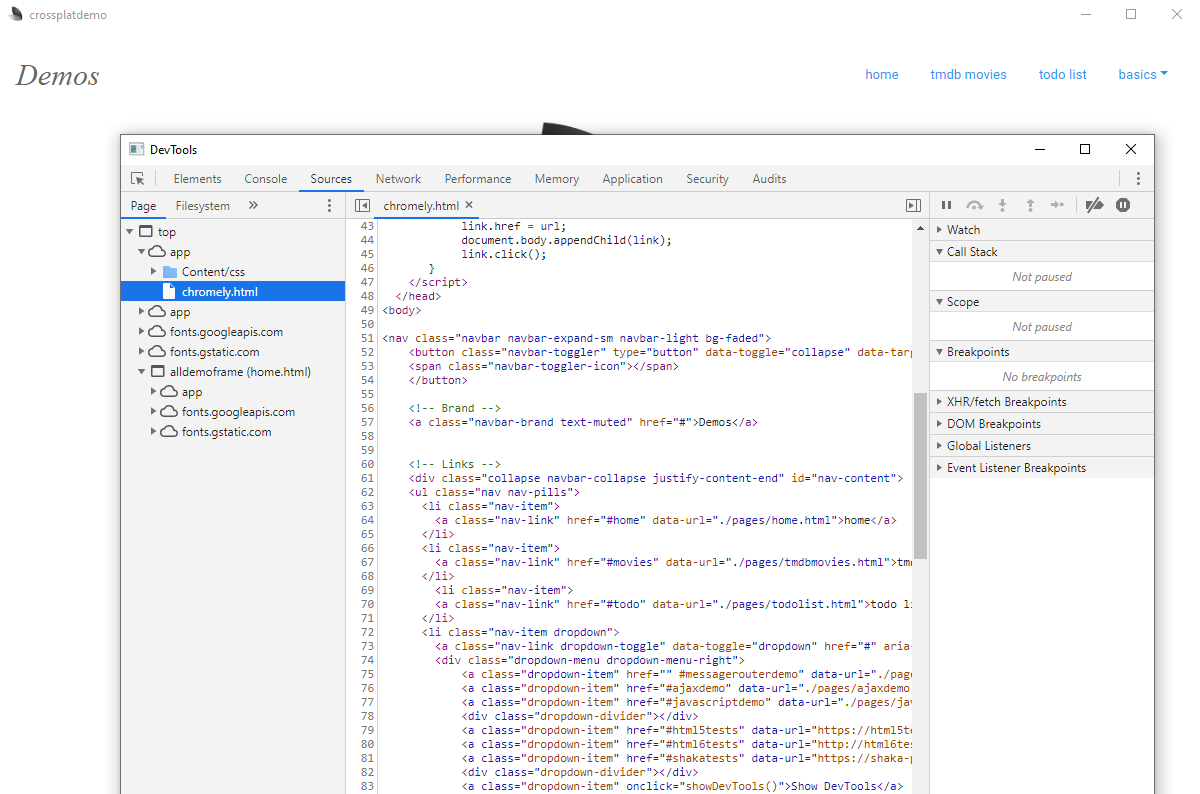 crossplatdemo
Demos
home tmdb movies todo list basics
DevTools
Elements Console Sources Network Performance Memory Application Security Audits
Page Filesystem »
chromely.html ×
top
app
Content/css
chromely.html
app
fonts.googleapis.com
fonts.gstatic.com
alldemoframe (home.html)
app
fonts.googleapis.com
fonts.gstatic.com
43 link.href = url;
44 document.body.appendChild(link);
45 link.click();
46 }
47 </script>
48 </head>
49 <body>
50
51 <nav class="navbar navbar-expand-sm navbar-light bg-faded">
52 <button class="navbar-toggler" type="button" data-toggle="collapse" data-targ
53 <span class="navbar-toggler-icon"></span>
54 </button>
55
56 <!-- Brand -->
57 <a class="navbar-brand text-muted" href="#">Demos</a>
58
59
60 <!-- Links -->
61 <div class="collapse navbar-collapse justify-content-end" id="nav-content">
62 <ul class="nav nav-pills">
63 <li class="nav-item">
64 <a class="nav-link" href="#home" data-url="./pages/home.html">home</a>
65 </li>
66 <li class="nav-item">
67 <a class="nav-link" href="#movies" data-url="./pages/tmdbmovies.html">tm
68 </li>
69 <li class="nav-item">
70 <a class="nav-link" href="#todo" data-url="./pages/todolist.html">todo li
71 </li>
72 <li class="nav-item dropdown">
73 <a class="nav-link dropdown-toggle" data-toggle="dropdown" href="#" aria-
74 <div class="dropdown-menu dropdown-menu-right">
75 <a class="dropdown-item" href="" #messagerouterdemo" data-url="./page
76 <a class="dropdown-item" href="#ajaxdemo" data-url="./pages/ajaxdemo
77 <a class="dropdown-item" href="#javascriptdemo" data-url="./pages/jav
78 <div class="dropdown-divider"></div>
79 <a class="dropdown-item" href="#html5tests" data-url="https://html5te
80 <a class="dropdown-item" href="#html6tests" data-url="http://html6tes
81 <a class="dropdown-item" href="#shakatests" data-url="https://shaka-p
82 <div class="dropdown-divider"></div>
83 <a class="dropdown-item" onclick="showDevTools()">Show DevTools</a>
Watch
Call Stack
Not paused
Scope
Not paused
Breakpoints
No breakpoints
XHR/fetch Breakpoints
DOM Breakpoints
Global Listeners
Event Listener Breakpoints